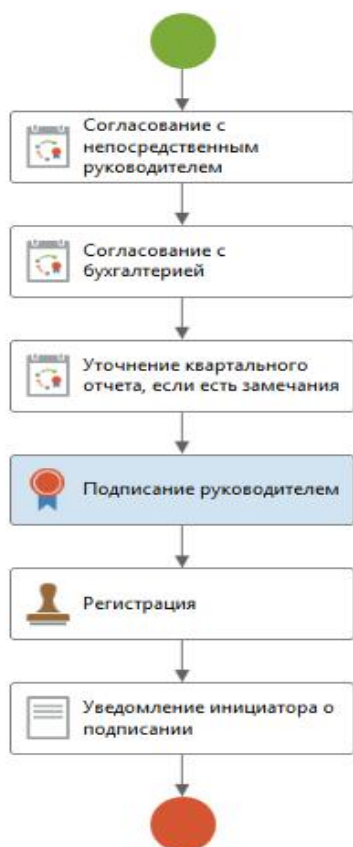 Согласование с
непосредственным
руководителем
Согласование с
бухгалтерией
Уточнение квартального
отчета, если есть замечания
Подписание руководителем
Регистрация
Уведомление инициатора о
подписании